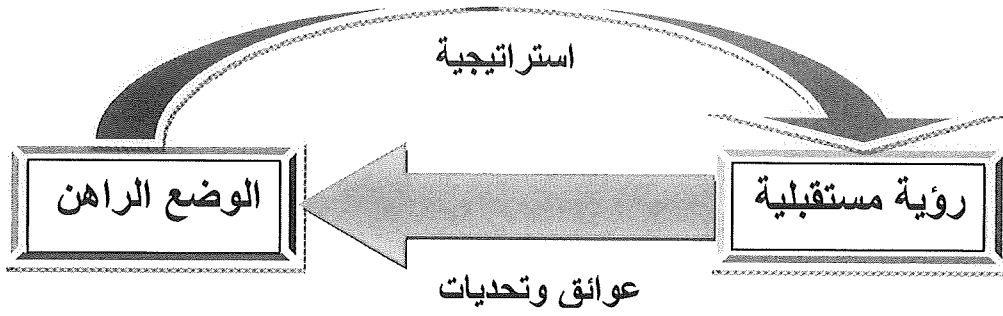 استراتيجية
رؤية مستقبلية
الوضع الراهن
عوائق وتحديات